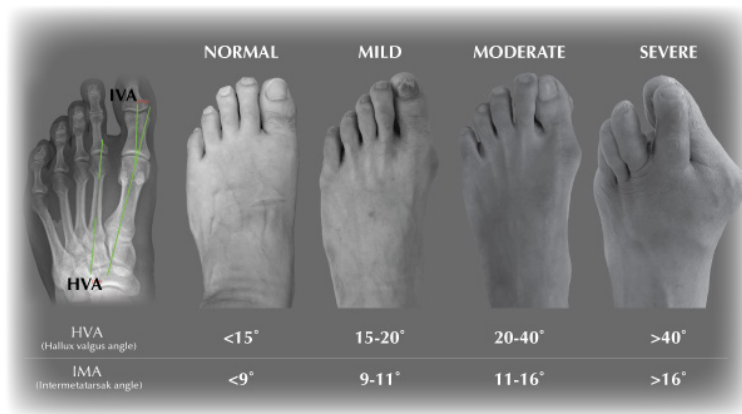 NORMAL MILD MODERATE SEVERE
IVA
HVA
HVA <15° 15-20° 20-40° >40°
(Hallux valgus angle)
IMA <9° 9-11° 11-16° >16°
(Intermetatarsak angle)